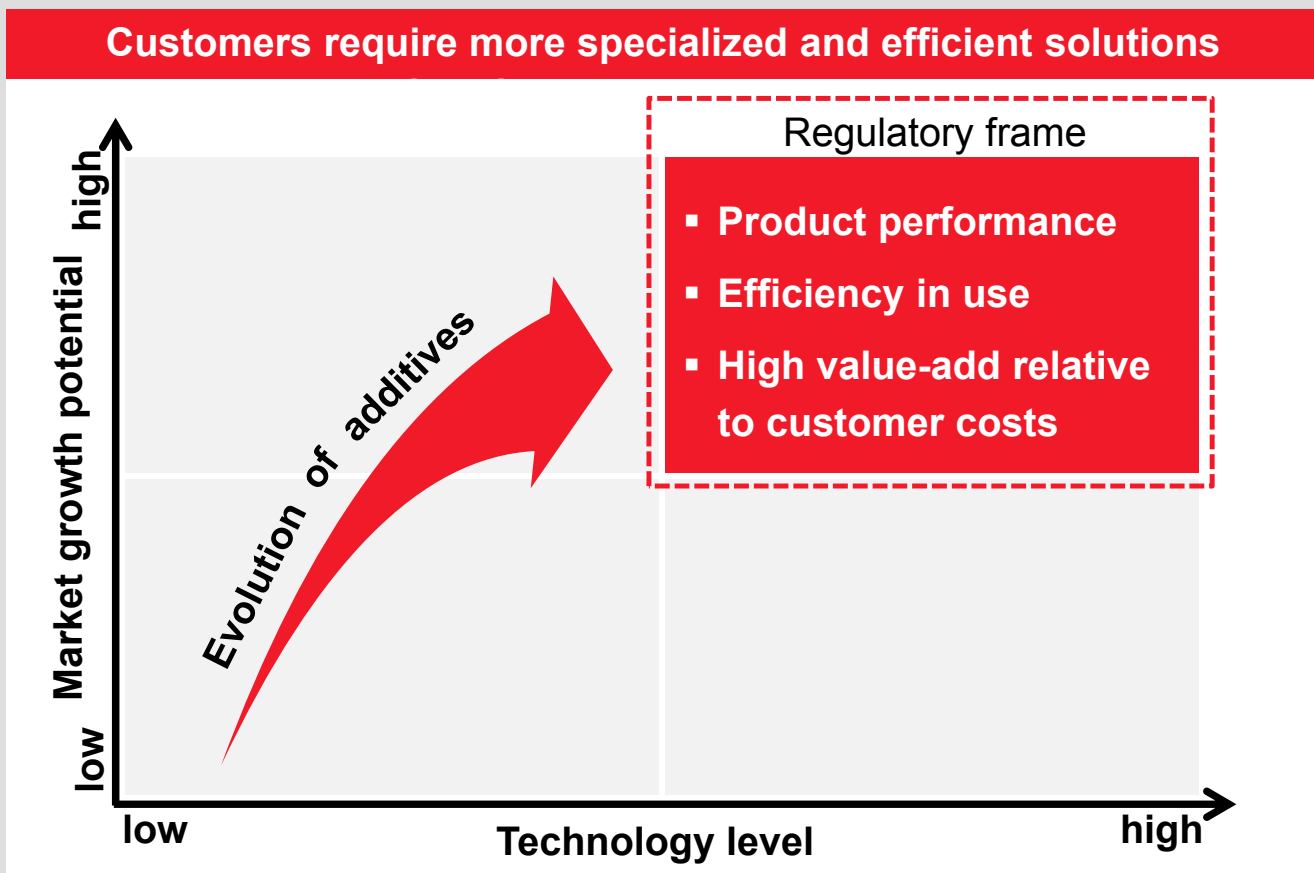 Customers require more specialized and efficient solutions
Regulatory frame
▪ Product performance
▪ Efficiency in use
▪ High value-add relative
to customer costs
Evolution of additives
high
Market growth potential
low
low
Technology level
high